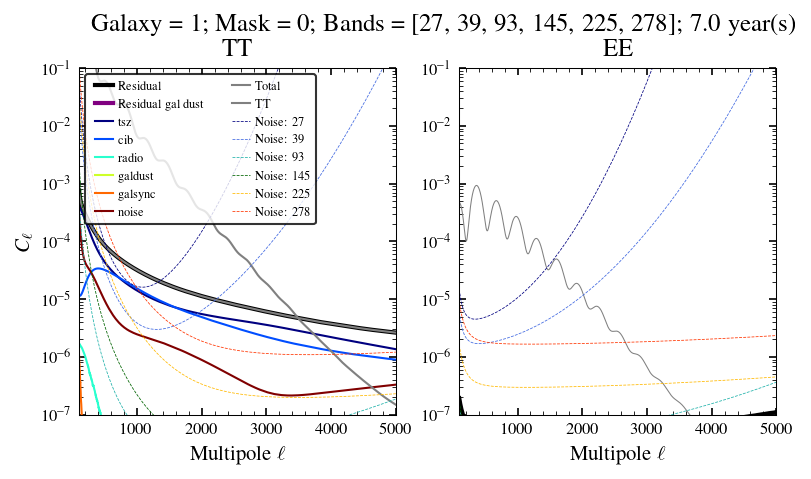 Galaxy = 1; Mask = 0; Bands = [27, 39, 93, 145, 225, 278]; 7.0 year(s)
TT
EE
Residual
Residual gal dust
tsz
cib
radio
galdust
galsync
noise
Total
TT
Noise: 27
Noise: 39
Noise: 93
Noise: 145
Noise: 225
Noise: 278
C_ℓ
10^-1
10^-2
10^-3
10^-4
10^-5
10^-6
10^-7
1000 2000 3000 4000 5000
Multipole ℓ
10^-1
10^-2
10^-3
10^-4
10^-5
10^-6
10^-7
1000 2000 3000 4000 5000
Multipole ℓ